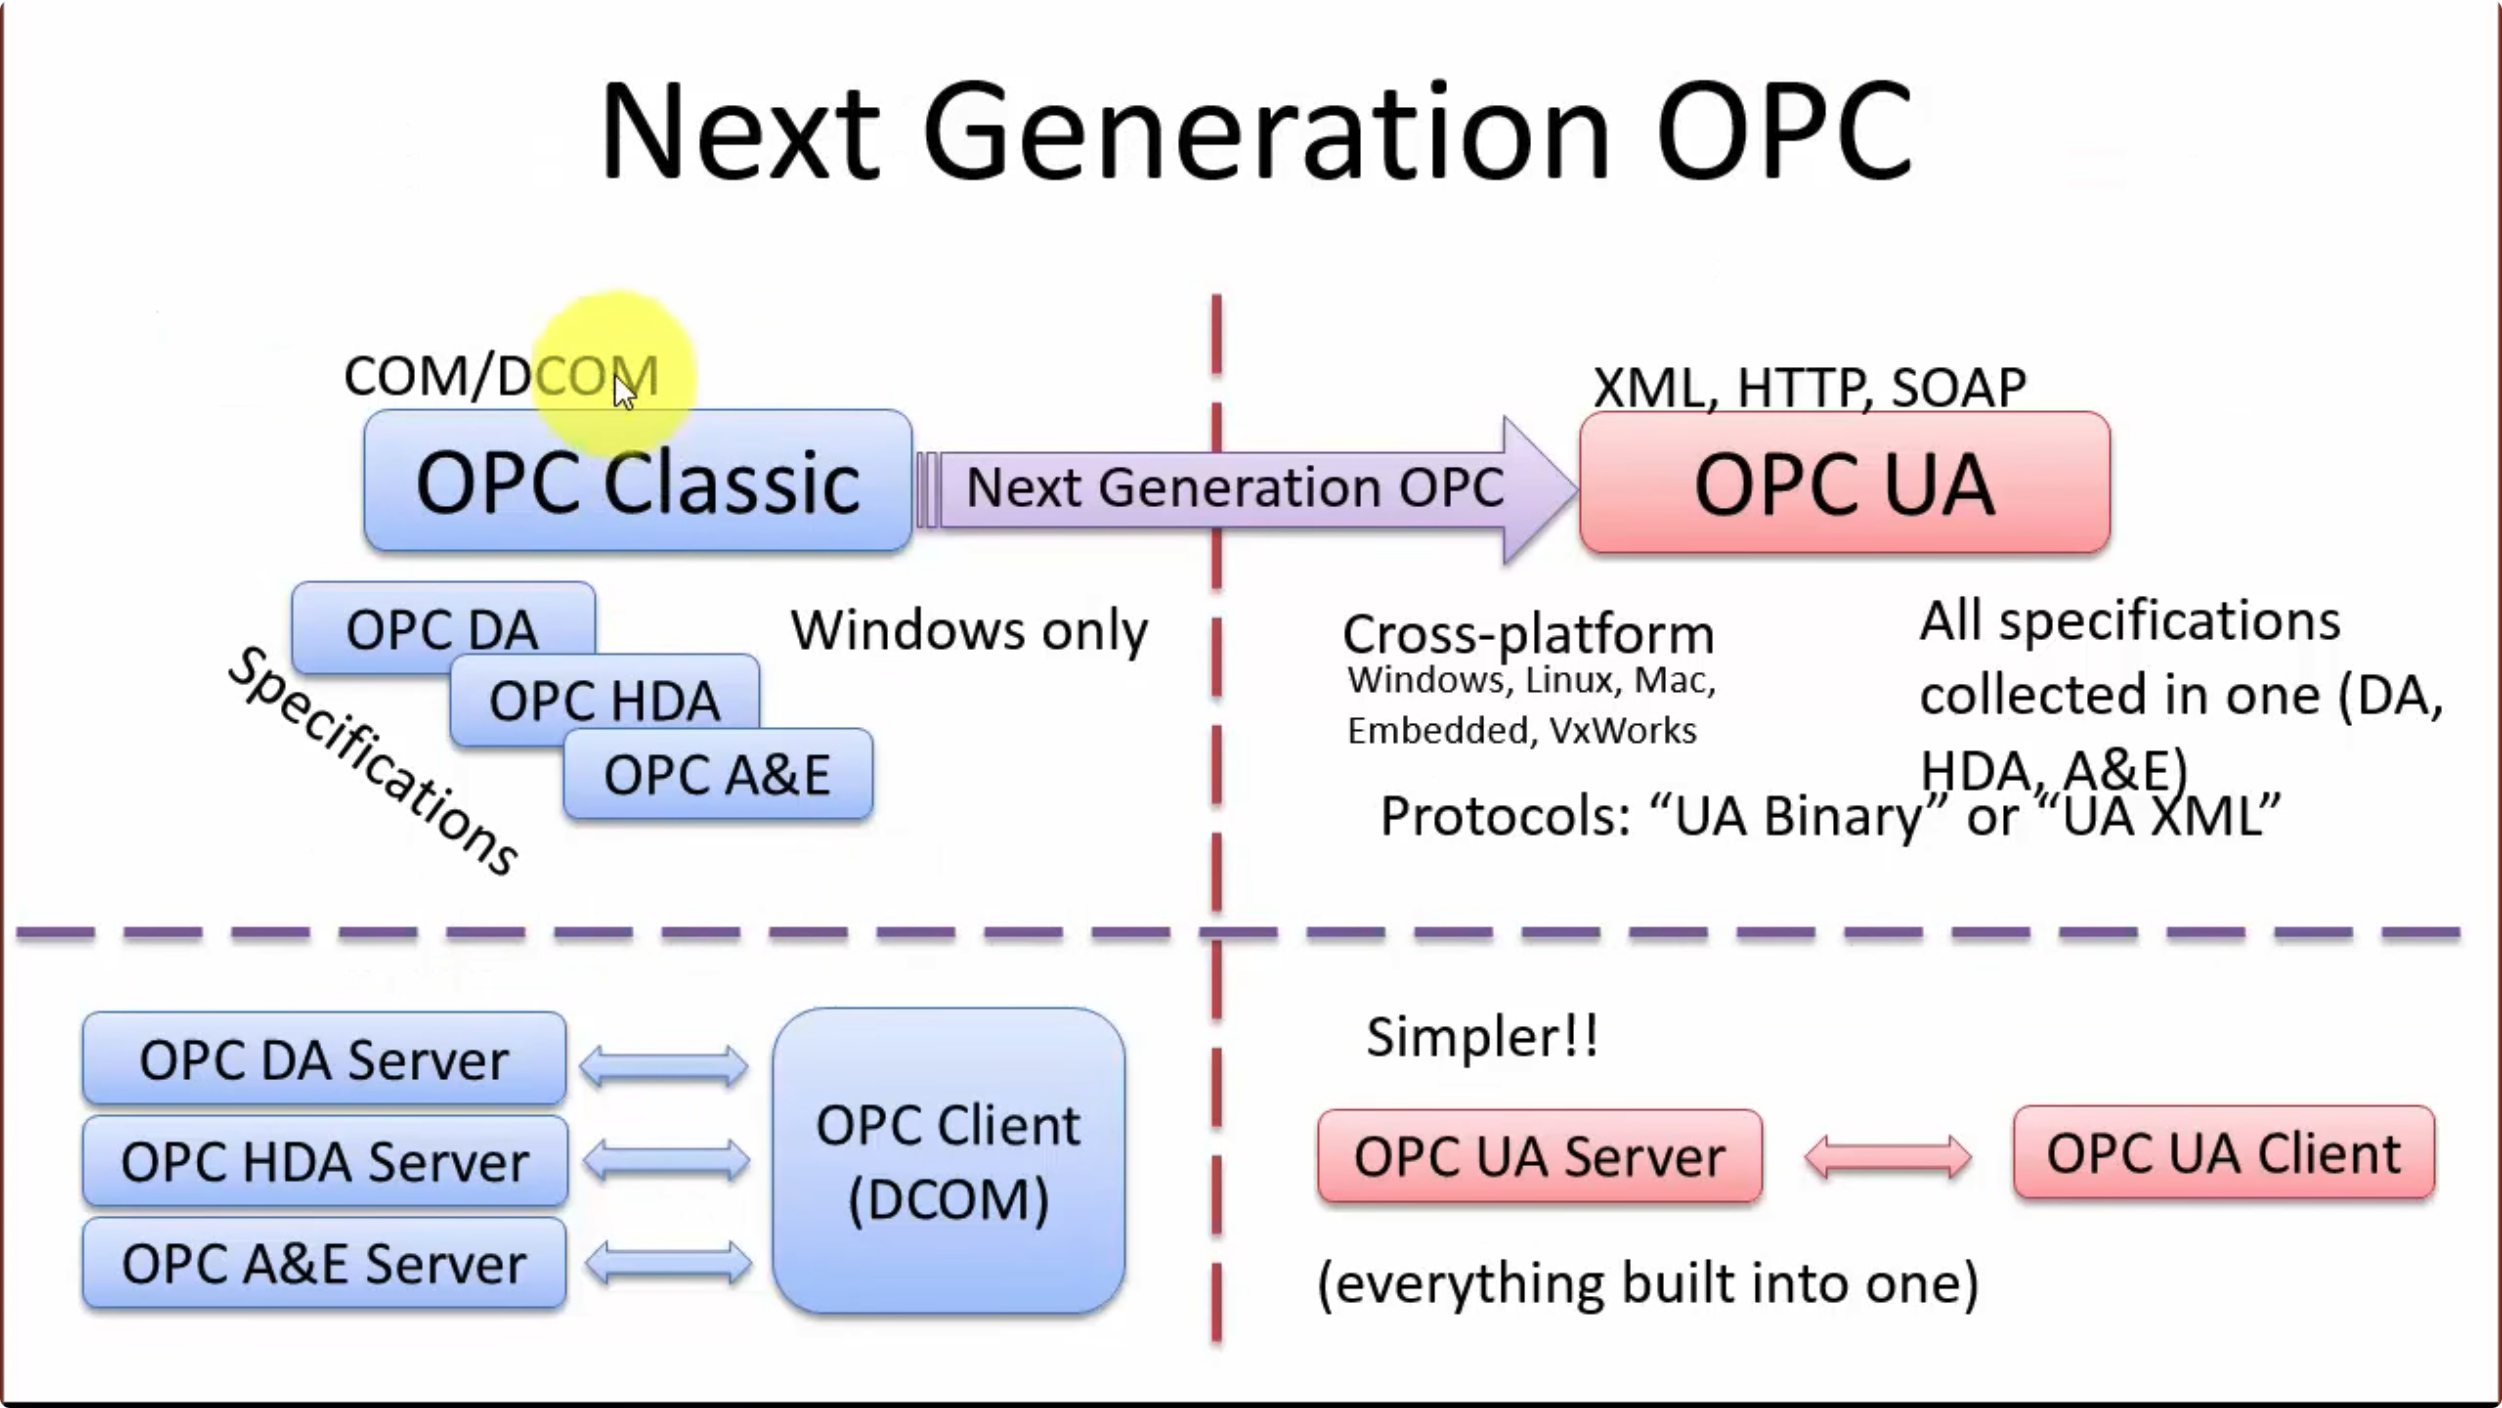 Next Generation OPC
COM/DCOM
OPC Classic
Next Generation OPC
XML, HTTP, SOAP
OPC UA
OPC DA
OPC HDA
OPC A&E
Specifications
Windows only
Cross-platform
Windows, Linux, Mac,
Embedded, VxWorks
All specifications
collected in one (DA,
HDA, A&E)
Protocols: “UA Binary” or “UA XML”
OPC DA Server
OPC HDA Server
OPC A&E Server
OPC Client
(DCOM)
Simpler!!
OPC UA Server
OPC UA Client
(everything built into one)